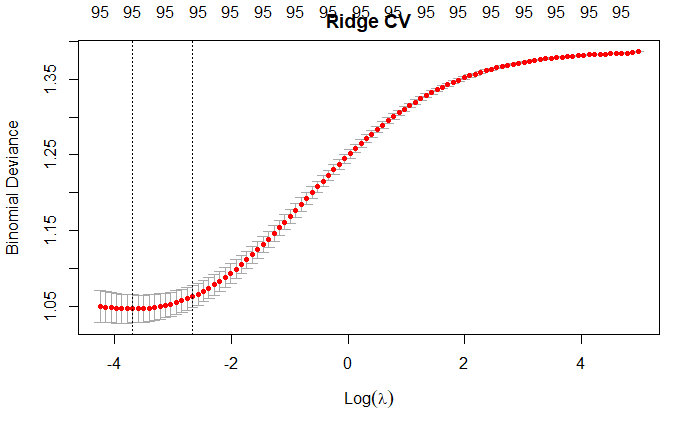 95 95 95 95 95 95 95 95 95 95 95 95 95 95 95 95 95
Ridge CV
Binomial Deviance
1.35
1.25
1.15
1.05
-4 -2 0 2 4
Log(λ)